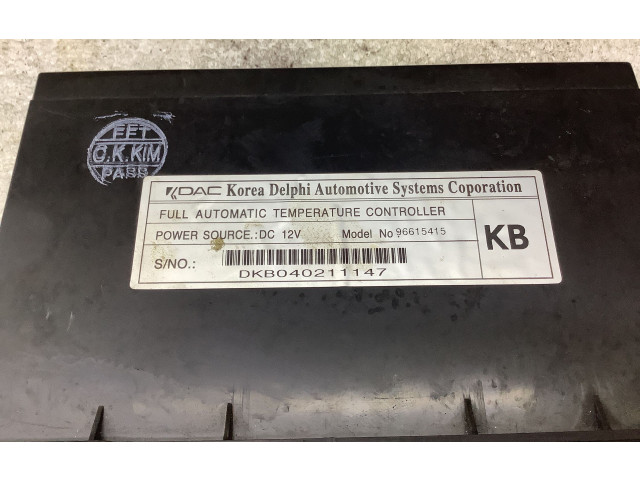 FFT
C.K.KIM
PASS
KDAC Korea Delphi Automotive Systems Coporation
FULL AUTOMATIC TEMPERATURE CONTROLLER
POWER SOURCE.:DC 12V Model No 96615415
KB
S/NO.:
DKB040211147